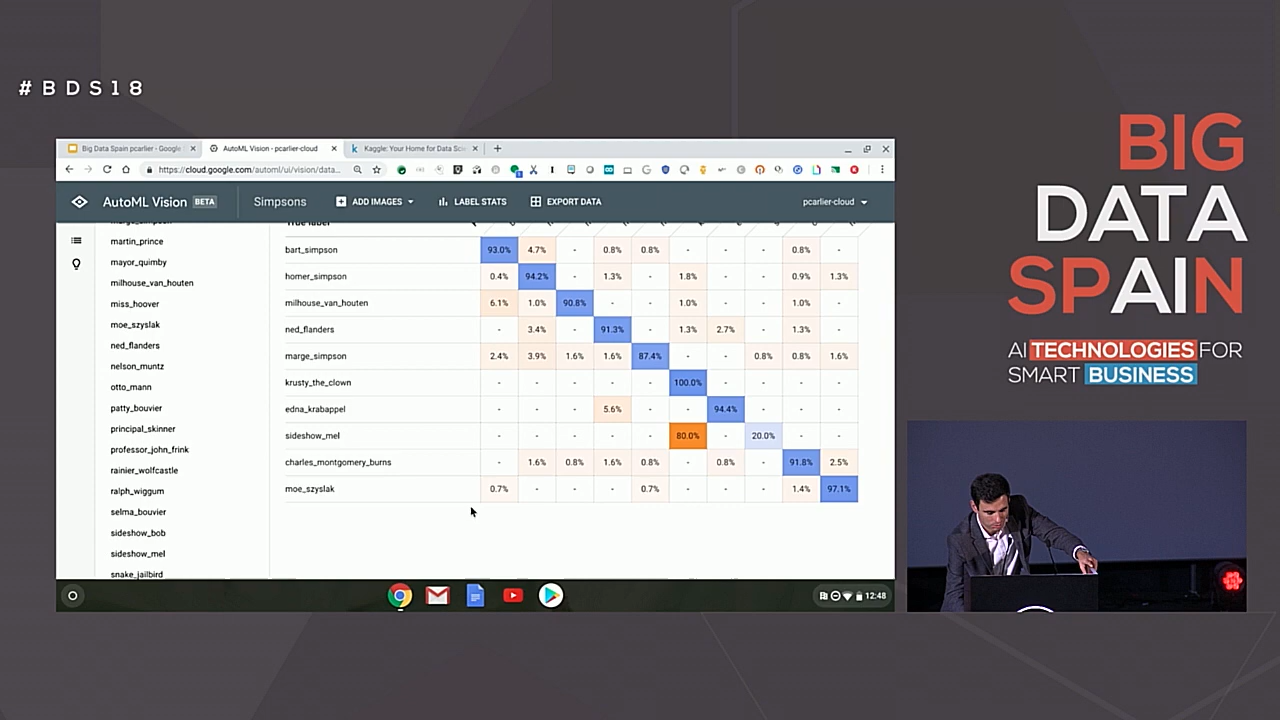 #BDS18
Big Data Spain pcarlier - Google
AutoML Vision - pcarlier-cloud
Kaggle: Your Home for Data Sci
https://cloud.google.com/automl/ui/vision/data...
AutoML Vision BETA
Simpsons
ADD IMAGES
LABEL STATS
EXPORT DATA
pcarlier-cloud
marge_simpson
martin_prince
mayor_quimby
milhouse_van_houten
miss_hoover
moe_szyslak
ned_flanders
nelson_muntz
otto_mann
patty_bouvier
principal_skinner
professor_john_frink
rainier_wolfcastle
ralph_wiggum
selma_bouvier
sideshow_bob
sideshow_mel
snake_jailbird
True label
bart_simpson 93.0% 4.7% - 0.8% 0.8% - - - 0.8% -
homer_simpson 0.4% 94.2% - 1.3% - 1.8% - - 0.9% 1.3%
milhouse_van_houten 6.1% 1.0% 90.8% - - 1.0% - - 1.0% -
ned_flanders - 3.4% - 91.3% - 1.3% 2.7% - 1.3% -
marge_simpson 2.4% 3.9% 1.6% 1.6% 87.4% - - 0.8% 0.8% 1.6%
krusty_the_clown - - - - - 100.0% - - - -
edna_krabappel - - - 5.6% - - 94.4% - - -
sideshow_mel - - - - - 80.0% - 20.0% - -
charles_montgomery_burns - 1.6% 0.8% 1.6% 0.8% - 0.8% - 91.8% 2.5%
moe_szyslak 0.7% - - - 0.7% - - - 1.4% 97.1%
12:48
BIG
DATA
SPAIN
AI TECHNOLOGIES FOR
SMART BUSINESS